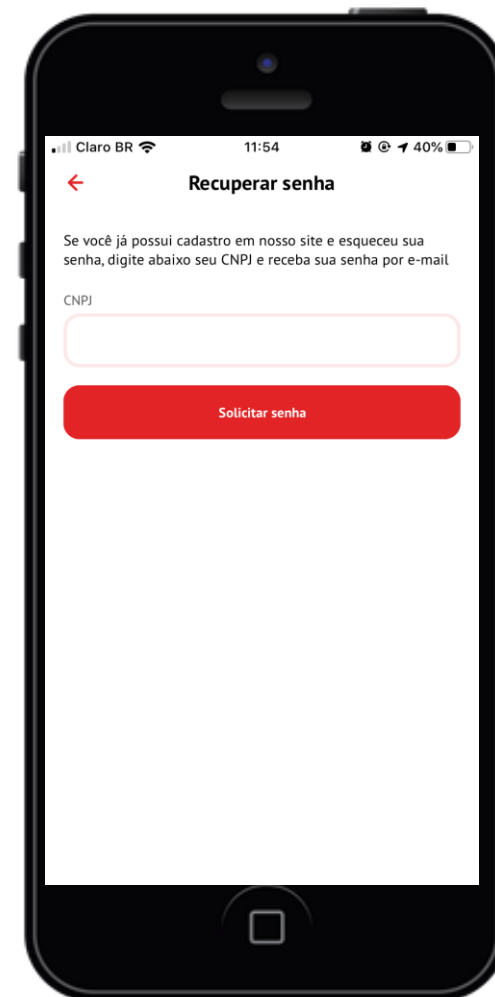 Claro BR 11:54 40%
Recuperar senha
Se você já possui cadastro em nosso site e esqueceu sua
senha, digite abaixo seu CNPJ e receba sua senha por e-mail
CNPJ
Solicitar senha